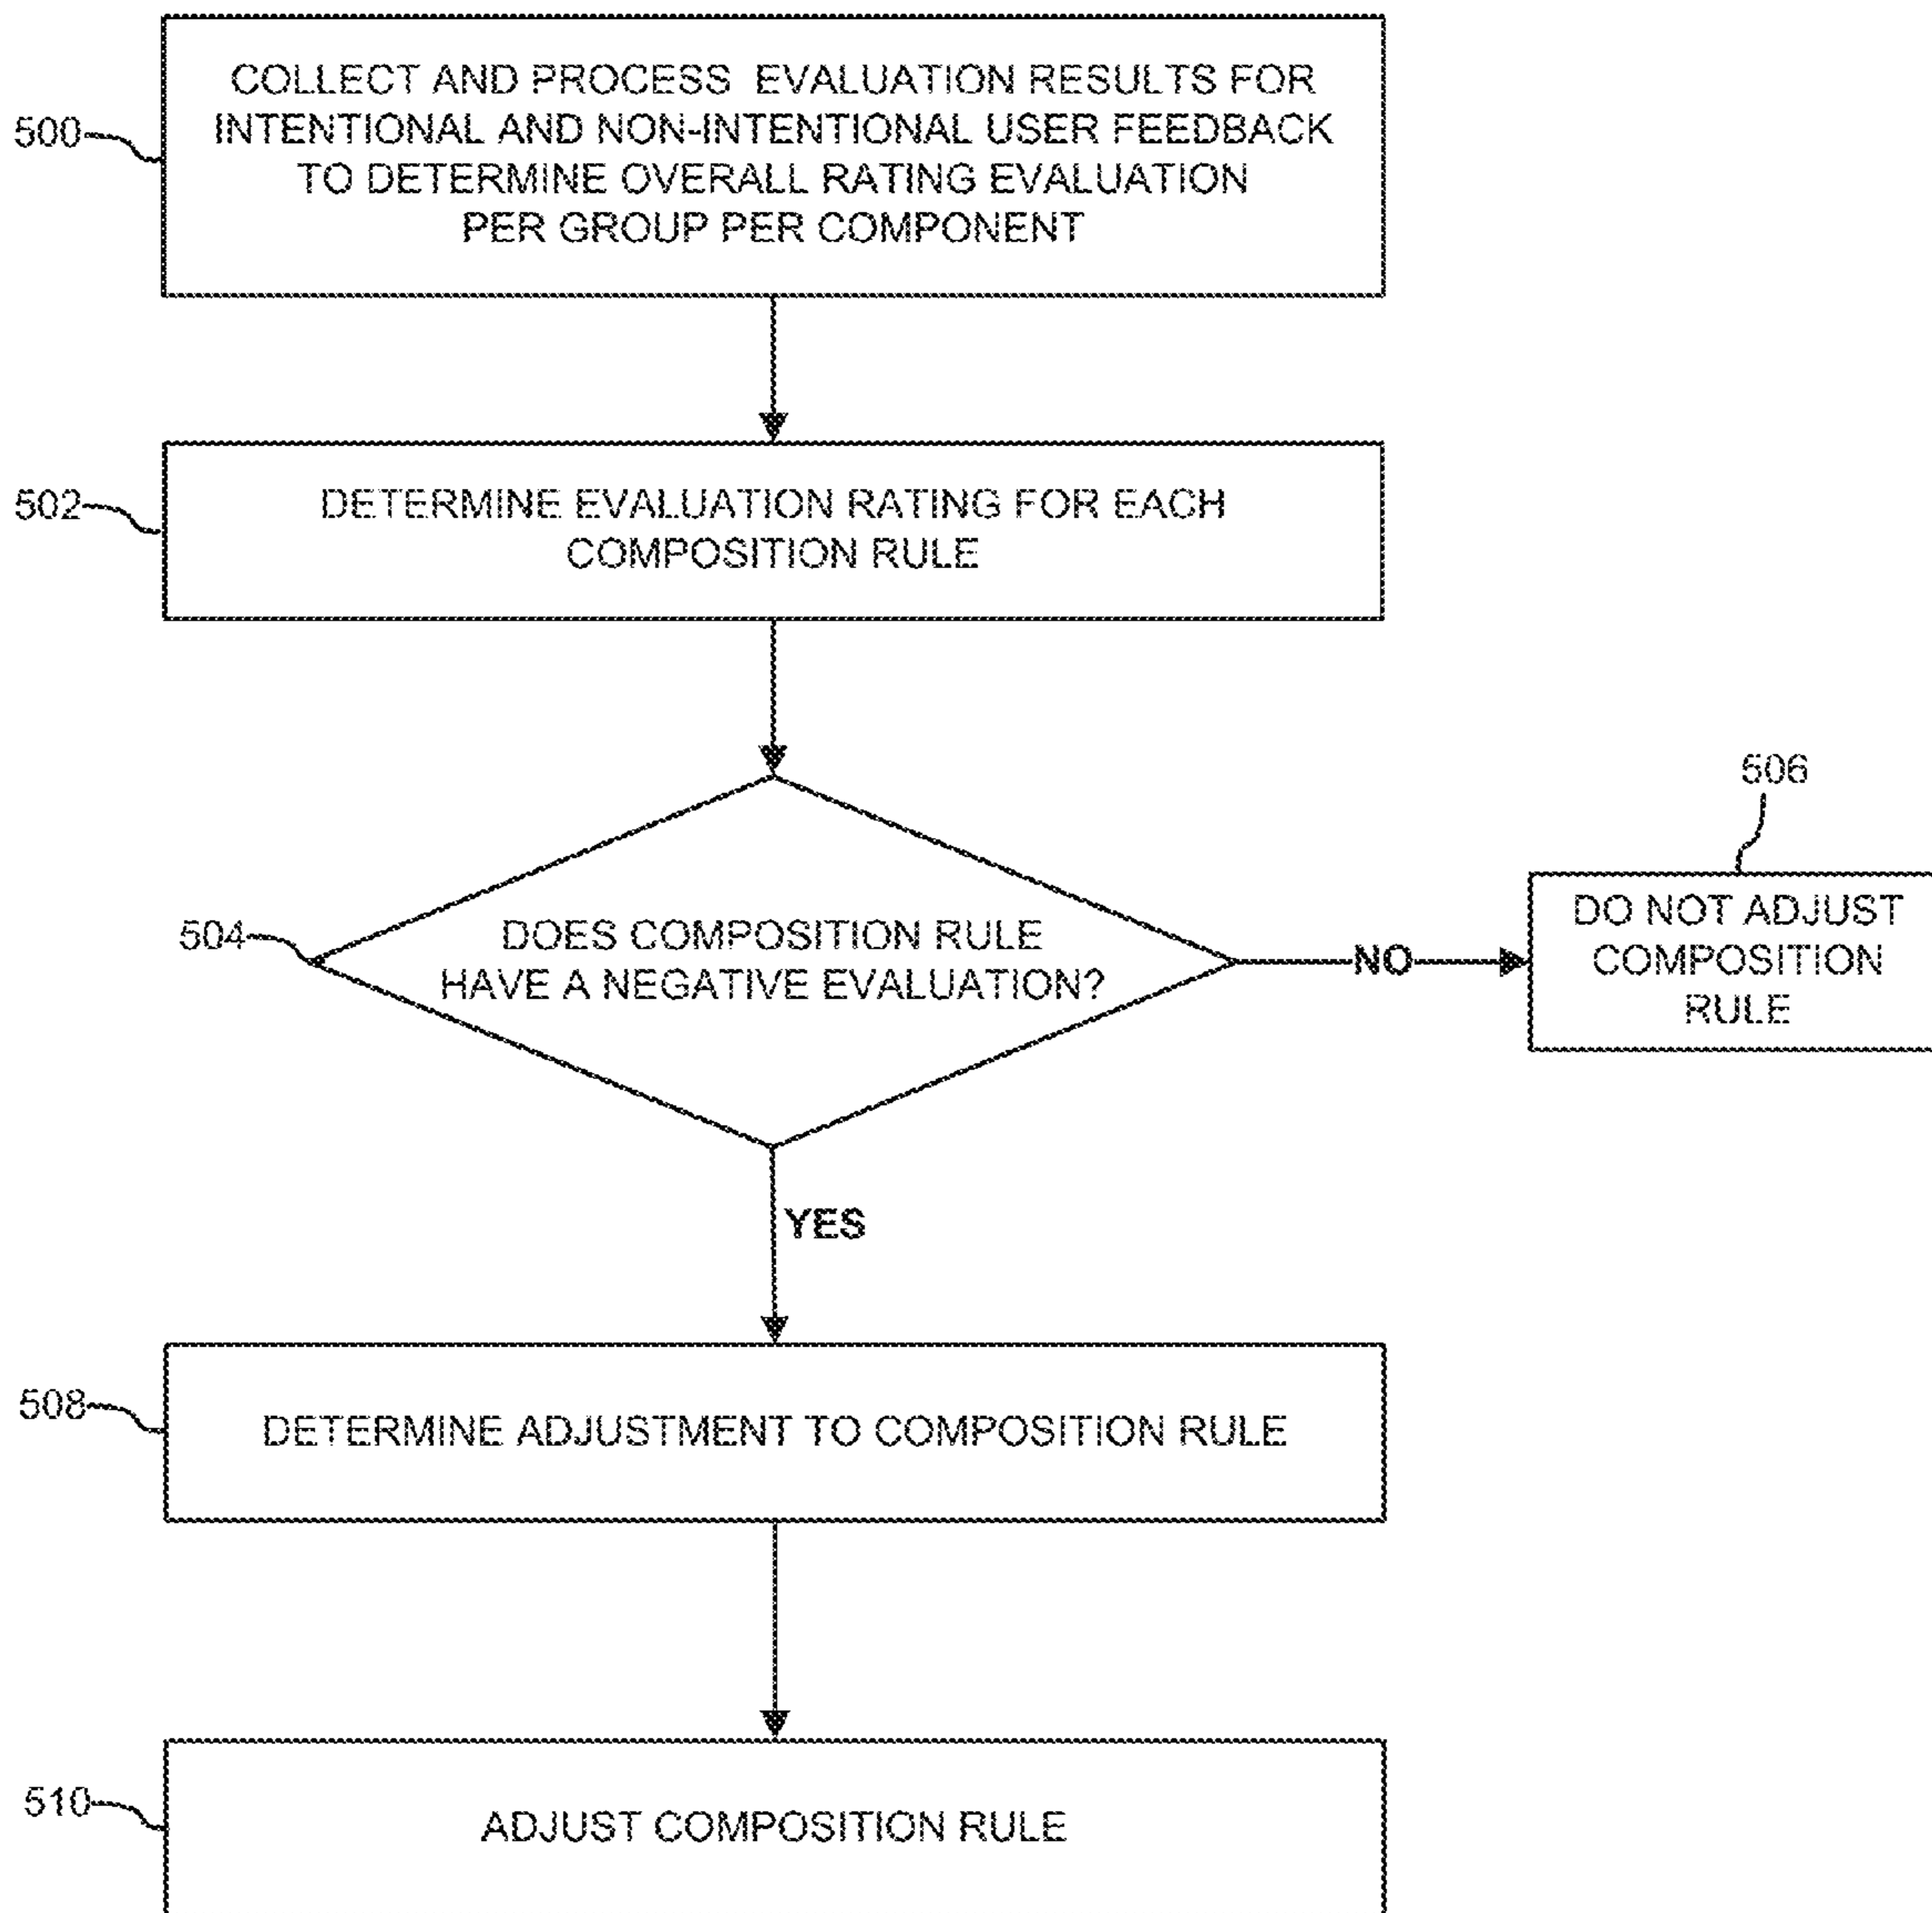 500
COLLECT AND PROCESS EVALUATION RESULTS FOR
INTENTIONAL AND NON-INTENTIONAL USER FEEDBACK
TO DETERMINE OVERALL RATING EVALUATION
PER GROUP PER COMPONENT
502
DETERMINE EVALUATION RATING FOR EACH
COMPOSITION RULE
504
DOES COMPOSITION RULE
HAVE A NEGATIVE EVALUATION?
NO
506
DO NOT ADJUST
COMPOSITION
RULE
YES
508
DETERMINE ADJUSTMENT TO COMPOSITION RULE
510
ADJUST COMPOSITION RULE